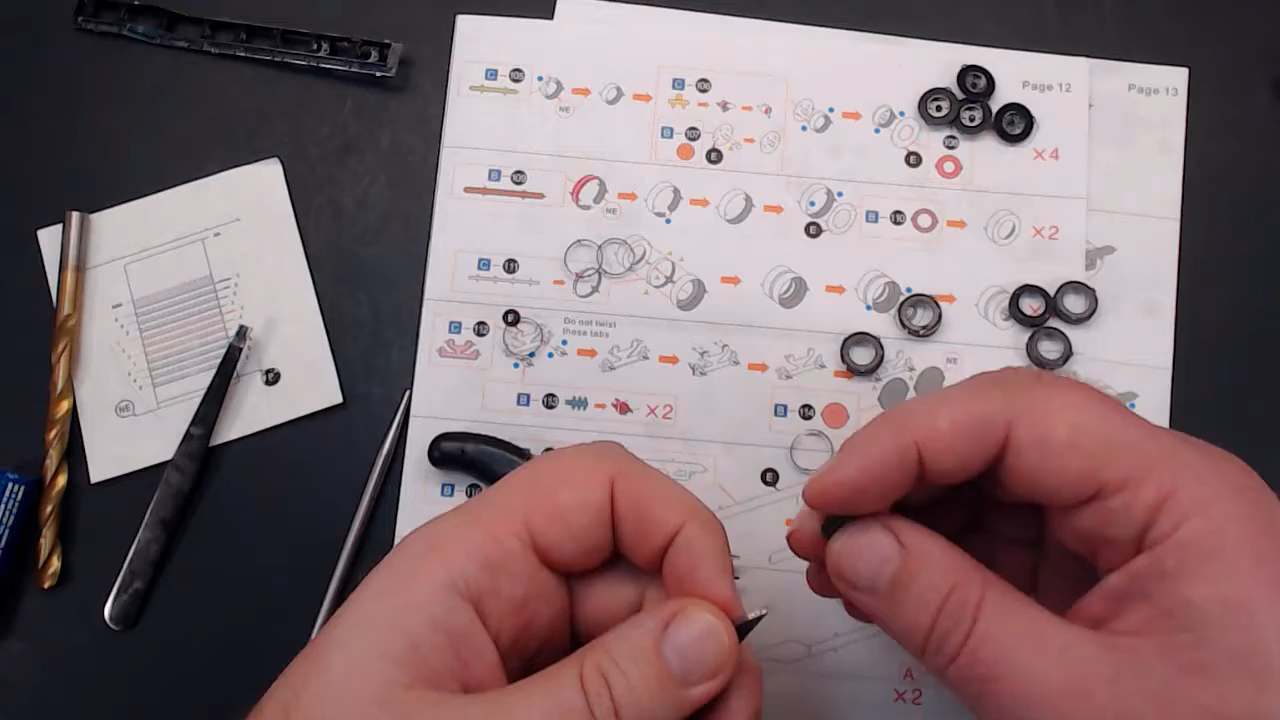 Page 12
Page 13
C 105
NE
C 106
B 107
E
E
108
×4
B 109
NE
E
B 110
×2
C 111
C 112
E
Do not twist
these tabs
NE
B 113
×2
B 114
E
B
NE
A
×2